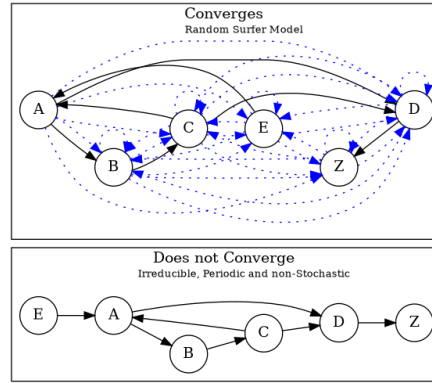 Converges
Random Surfer Model
A
D
C
E
B
Z
Does not Converge
Irreducible, Periodic and non-Stochastic
E
A
D
Z
C
B